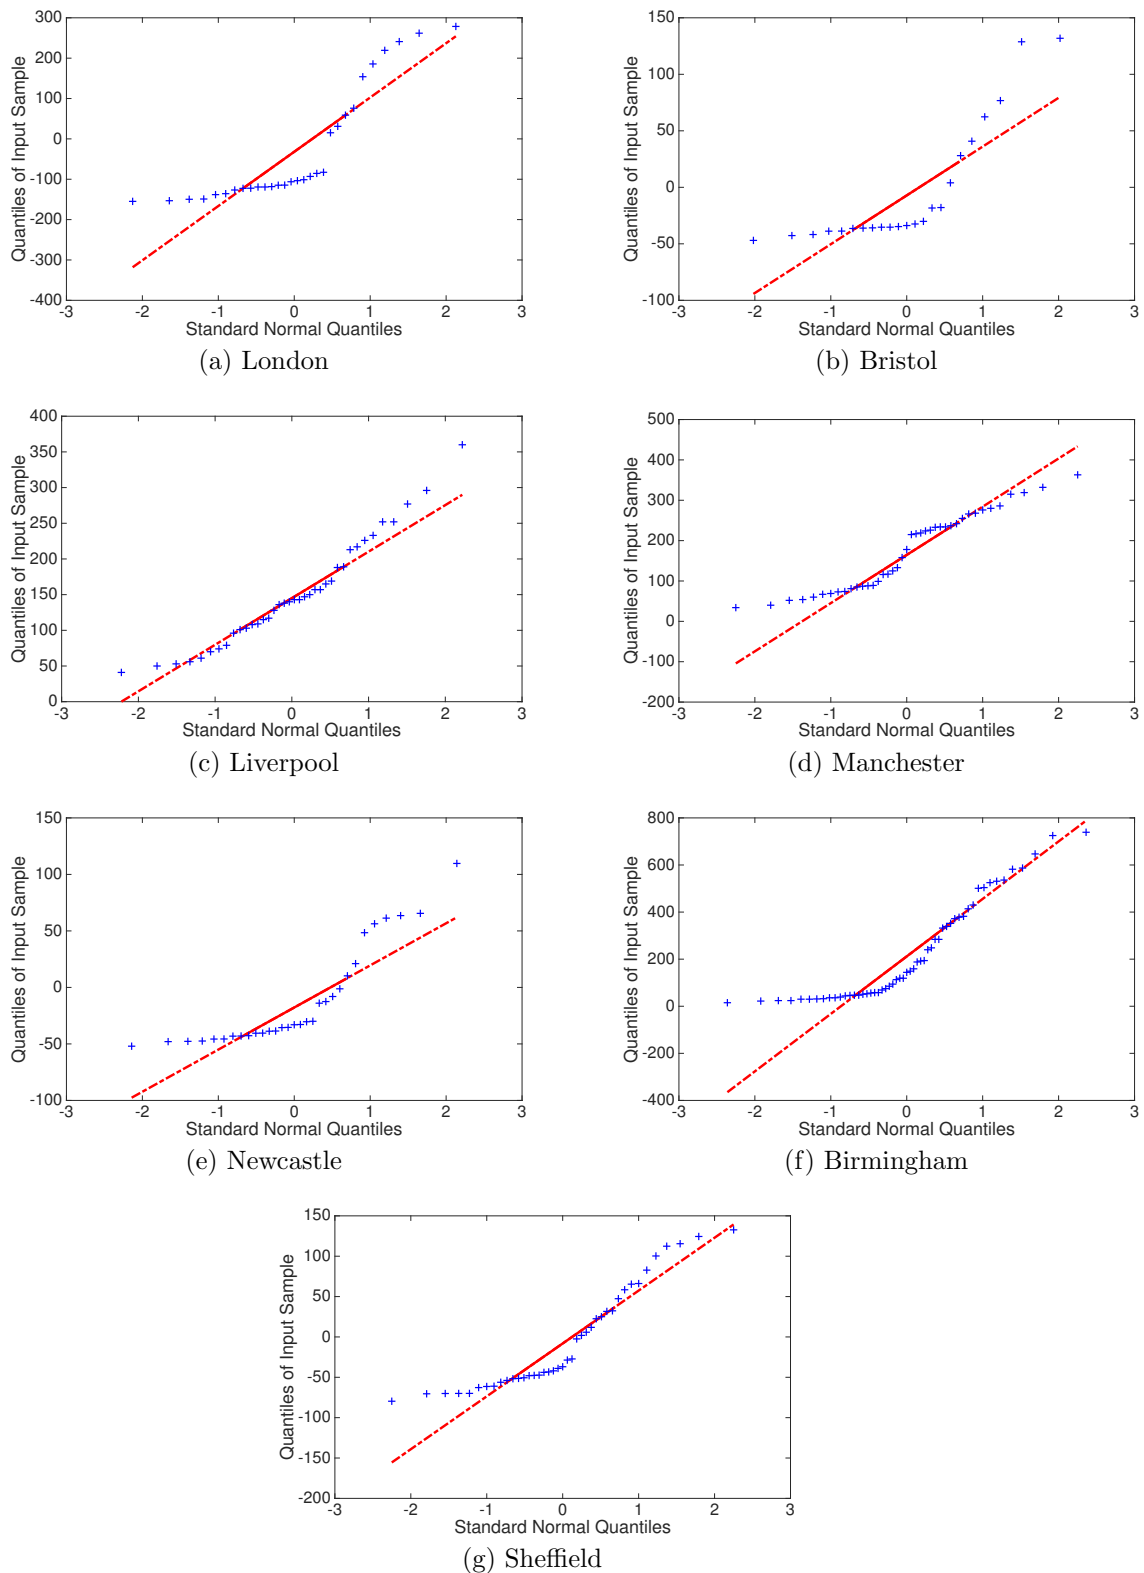 300
200
100
0
-100
-200
-300
-400
Quantiles of Input Sample
-3 -2 -1 0 1 2 3
Standard Normal Quantiles
(a) London
150
100
50
0
-50
-100
Quantiles of Input Sample
-3 -2 -1 0 1 2 3
Standard Normal Quantiles
(b) Bristol
400
350
300
250
200
150
100
50
0
Quantiles of Input Sample
-3 -2 -1 0 1 2 3
Standard Normal Quantiles
(c) Liverpool
500
400
300
200
100
0
-100
-200
Quantiles of Input Sample
-3 -2 -1 0 1 2 3
Standard Normal Quantiles
(d) Manchester
150
100
50
0
-50
-100
Quantiles of Input Sample
-3 -2 -1 0 1 2 3
Standard Normal Quantiles
(e) Newcastle
800
600
400
200
0
-200
-400
Quantiles of Input Sample
-3 -2 -1 0 1 2 3
Standard Normal Quantiles
(f) Birmingham
150
100
50
0
-50
-100
-150
-200
Quantiles of Input Sample
-3 -2 -1 0 1 2 3
Standard Normal Quantiles
(g) Sheffield